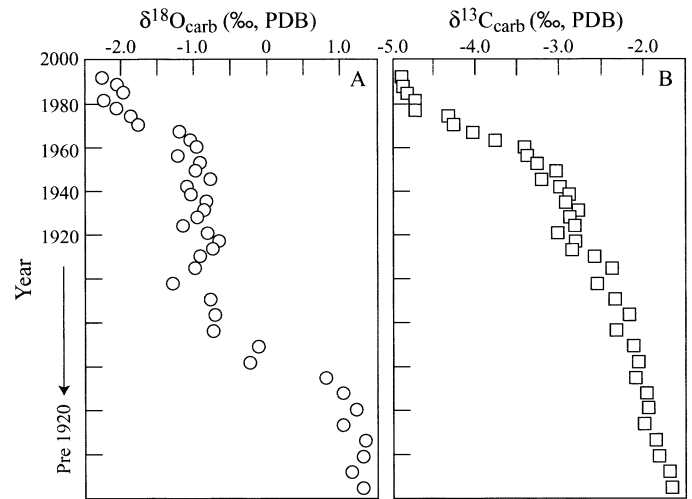 δ¹⁸Ocarb (‰, PDB)
δ¹³Ccarb (‰, PDB)
-2.0 -1.0 0 1.0
-5.0 -4.0 -3.0 -2.0
A
B
2000
1980
1960
1940
1920
Year
Pre 1920